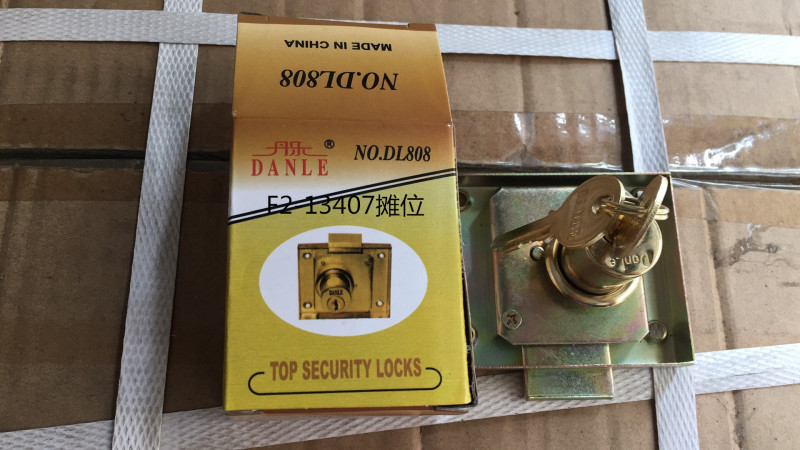 MADE IN CHINA
NO.DL808
丹乐®
DANLE
NO.DL808
F2-13407摊位
DANLE
TOP SECURITY LOCKS
DanLe